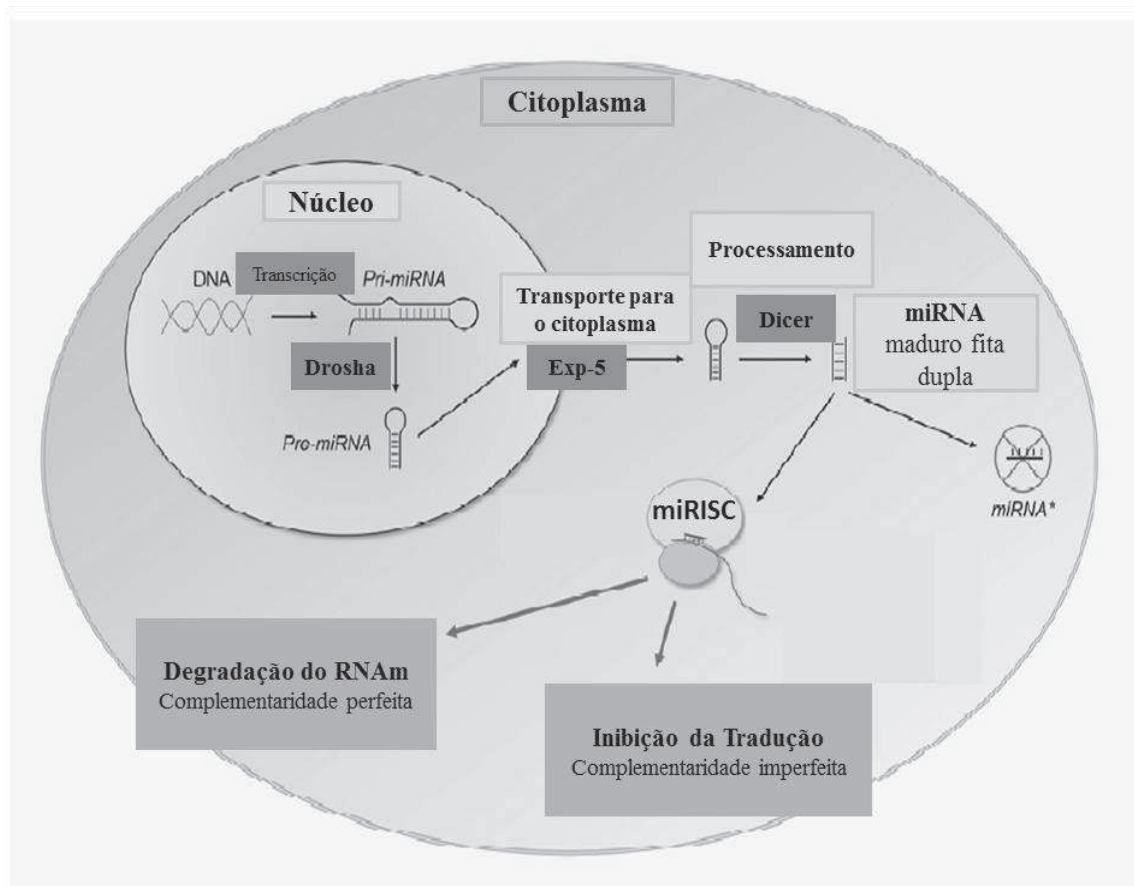 Citoplasma
Núcleo
DNA
Transcrição
Pri-miRNA
Drosha
Pre-miRNA
Transporte para
o citoplasma
Exp-5
Processamento
Dicer
miRNA
maduro fita
dupla
miRNA*
miRISC
Degradação do RNAm
Complementaridade perfeita
Inibição da Tradução
Complementaridade imperfeita